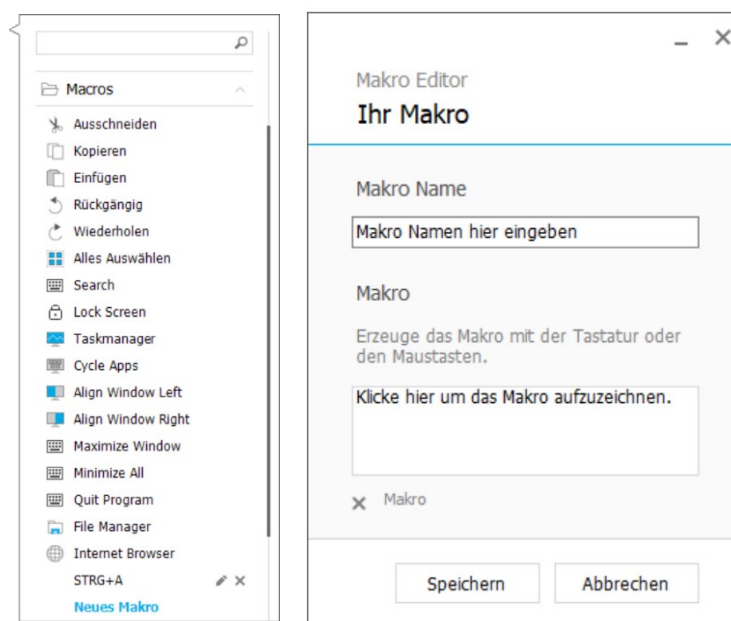 Macros
Ausschneiden
Kopieren
Einfügen
Rückgängig
Wiederholen
Alles Auswählen
Search
Lock Screen
Taskmanager
Cycle Apps
Align Window Left
Align Window Right
Maximize Window
Minimize All
Quit Program
File Manager
Internet Browser
STRG+A
Neues Makro
Makro Editor
Ihr Makro
Makro Name
Makro Namen hier eingeben
Makro
Erzeuge das Makro mit der Tastatur oder
den Maustasten.
Klicke hier um das Makro aufzuzeichnen.
Makro
Speichern
Abbrechen